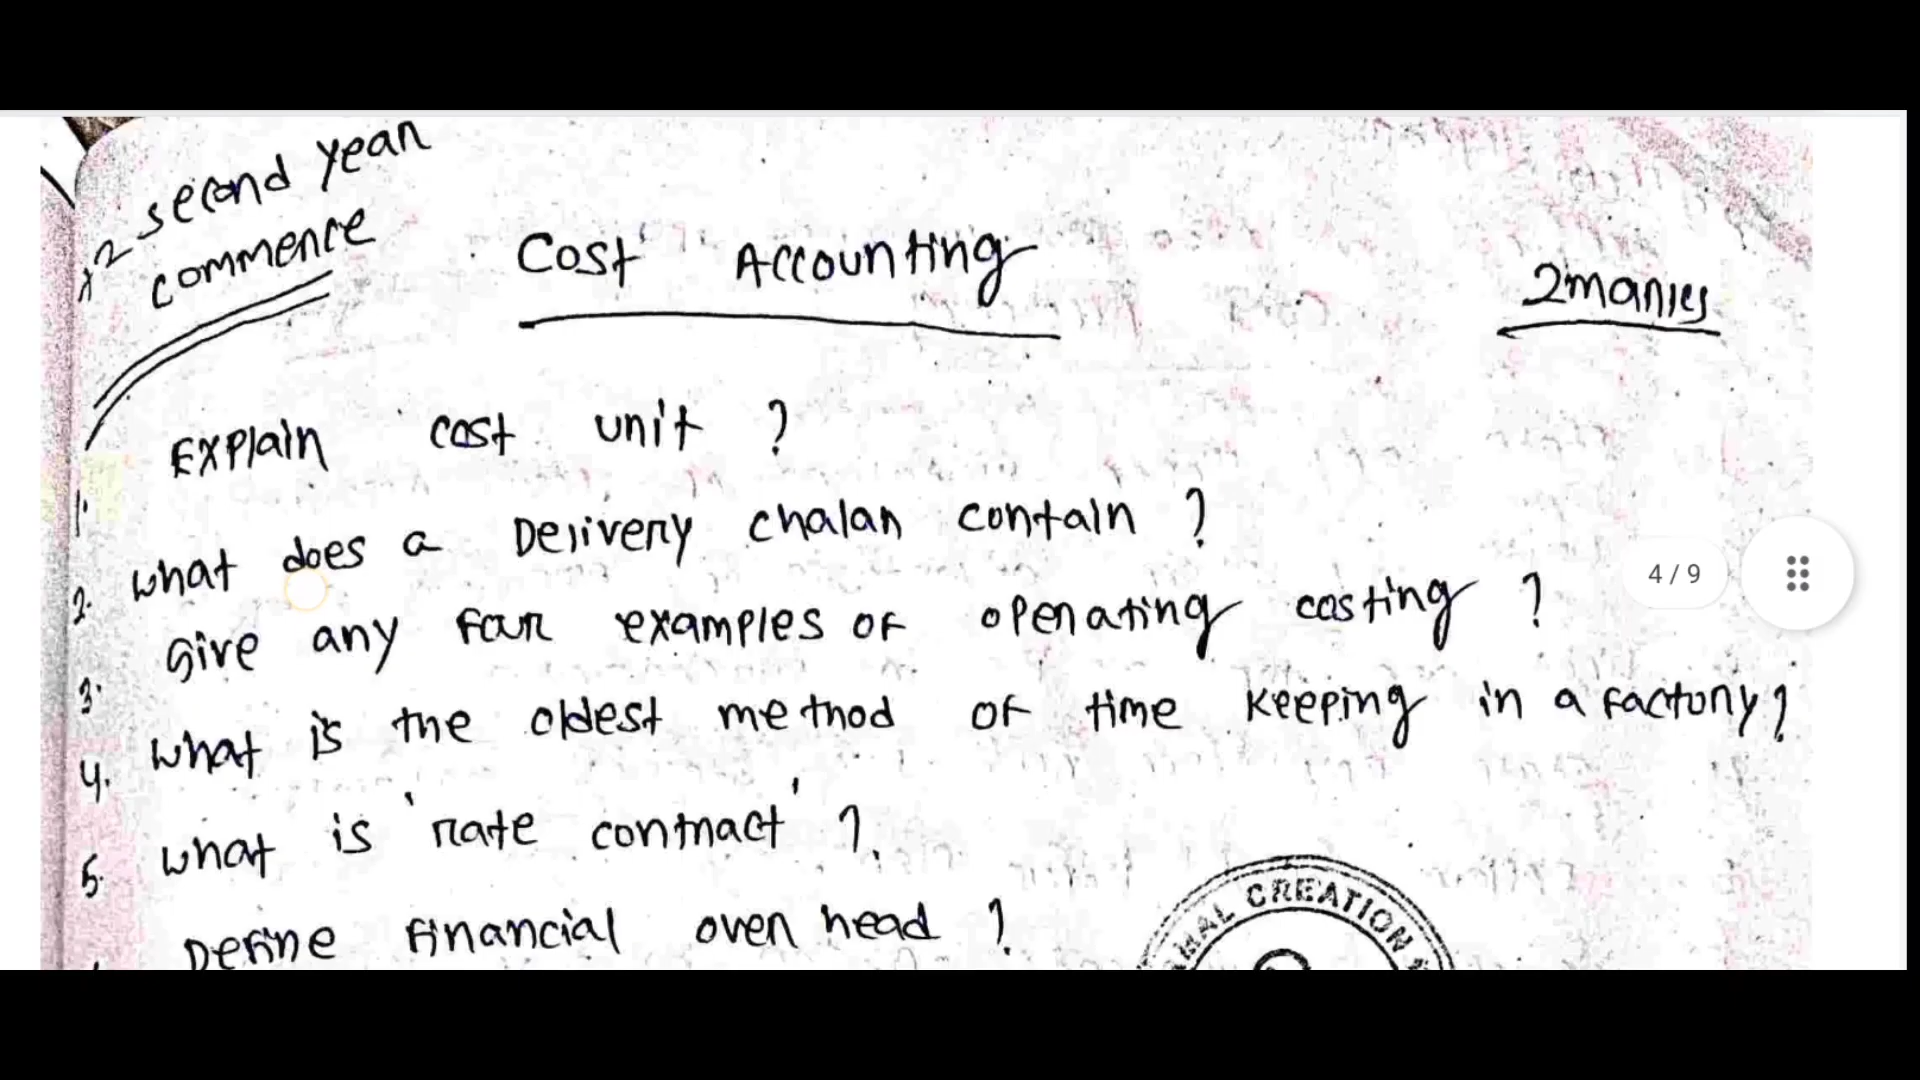 +2 second year
commerce
Cost Accounting
2marks
1. Explain cost unit ?
2. what does a Delivery chalan contain ?
3. Give any four examples of operating costing ?
4. what is the oldest method of time keeping in a factory ?
5. what is 'rate contract' ?
Define financial over head ?
4 / 9
CREATION